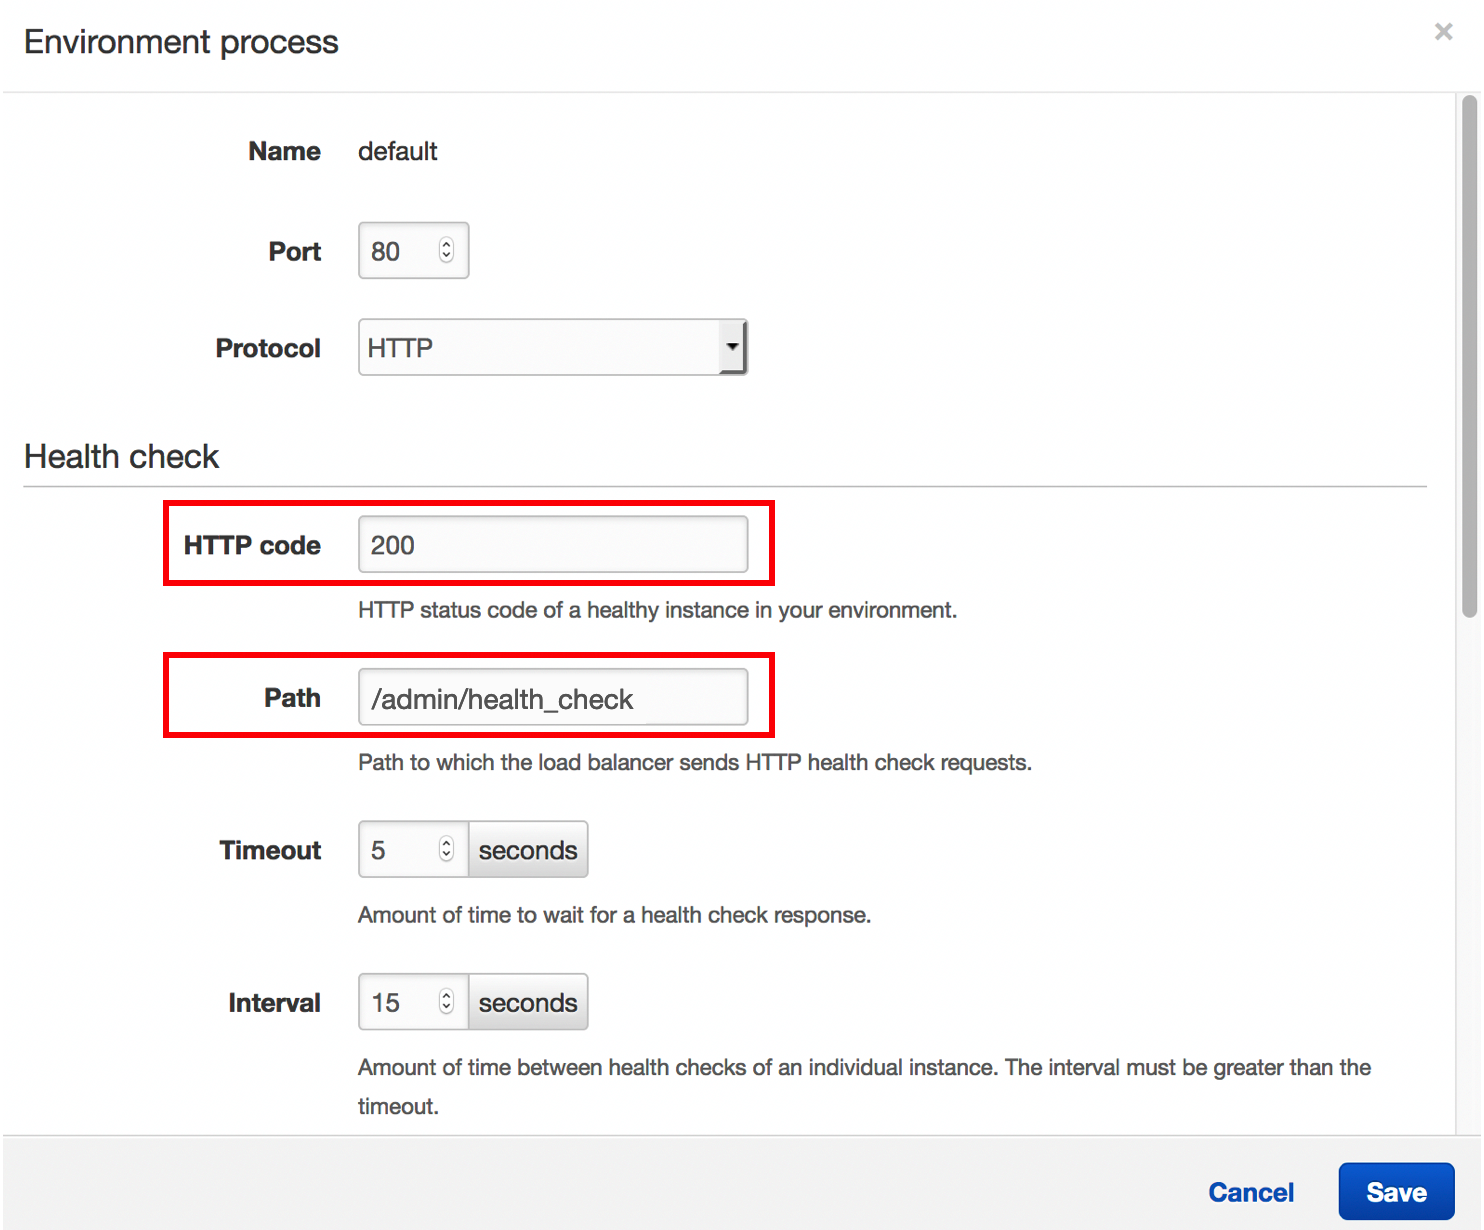 Environment process
×
Name default
Port 80
Protocol HTTP
Health check
HTTP code 200
HTTP status code of a healthy instance in your environment.
Path /admin/health_check
Path to which the load balancer sends HTTP health check requests.
Timeout 5 seconds
Amount of time to wait for a health check response.
Interval 15 seconds
Amount of time between health checks of an individual instance. The interval must be greater than the
timeout.
Cancel Save